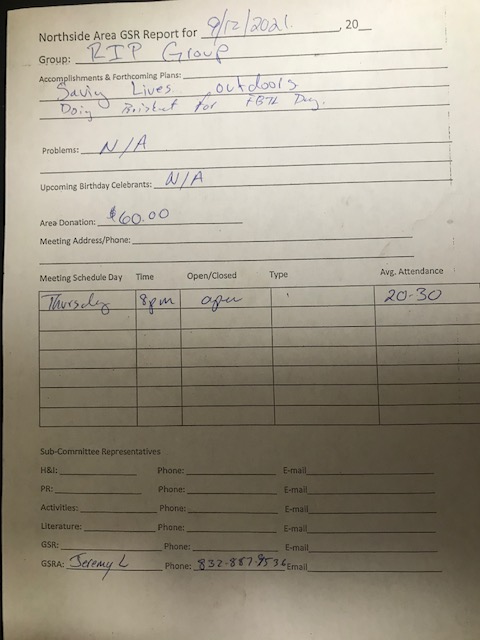 Northside Area GSR Report for 9/12/2021. , 20__
Group: RIP Group
Accomplishments & Forthcoming Plans:
Saving Lives outdoors
Doing Brisket for FBTL Day.
Problems: N/A
Upcoming Birthday Celebrants: N/A
Area Donation: $60.00
Meeting Address/Phone:
Meeting Schedule Day Time Open/Closed Type Avg. Attendance
Thursday 8pm open 20-30
Sub-Committee Representatives
H&I: Phone: E-mail
PR: Phone: E-mail
Activities: Phone: E-mail
Literature: Phone: E-mail
GSR: Phone: E-mail
GSRA: Jeremy L Phone: 832-887-9536 Email